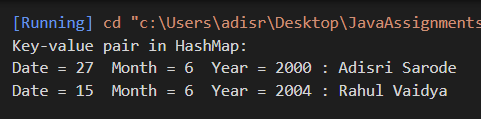 [Running] cd "c:\Users\adisr\Desktop\JavaAssignments
Key-value pair in HashMap:
Date = 27  Month = 6  Year = 2000 : Adisri Sarode
Date = 15  Month = 6  Year = 2004 : Rahul Vaidya